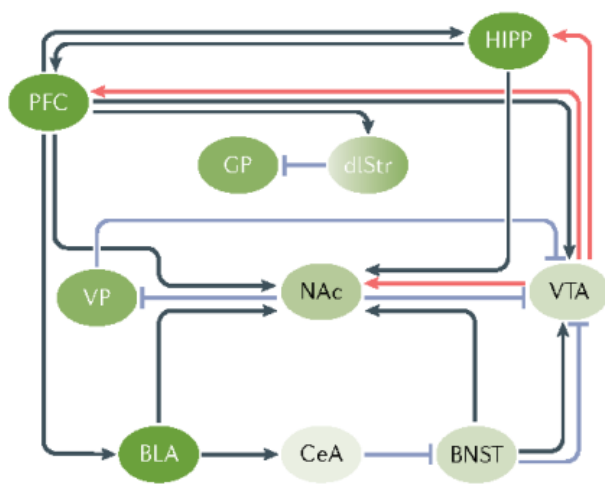 HIPP
PFC
GP
dlStr
VP
NAc
VTA
BLA
CeA
BNST